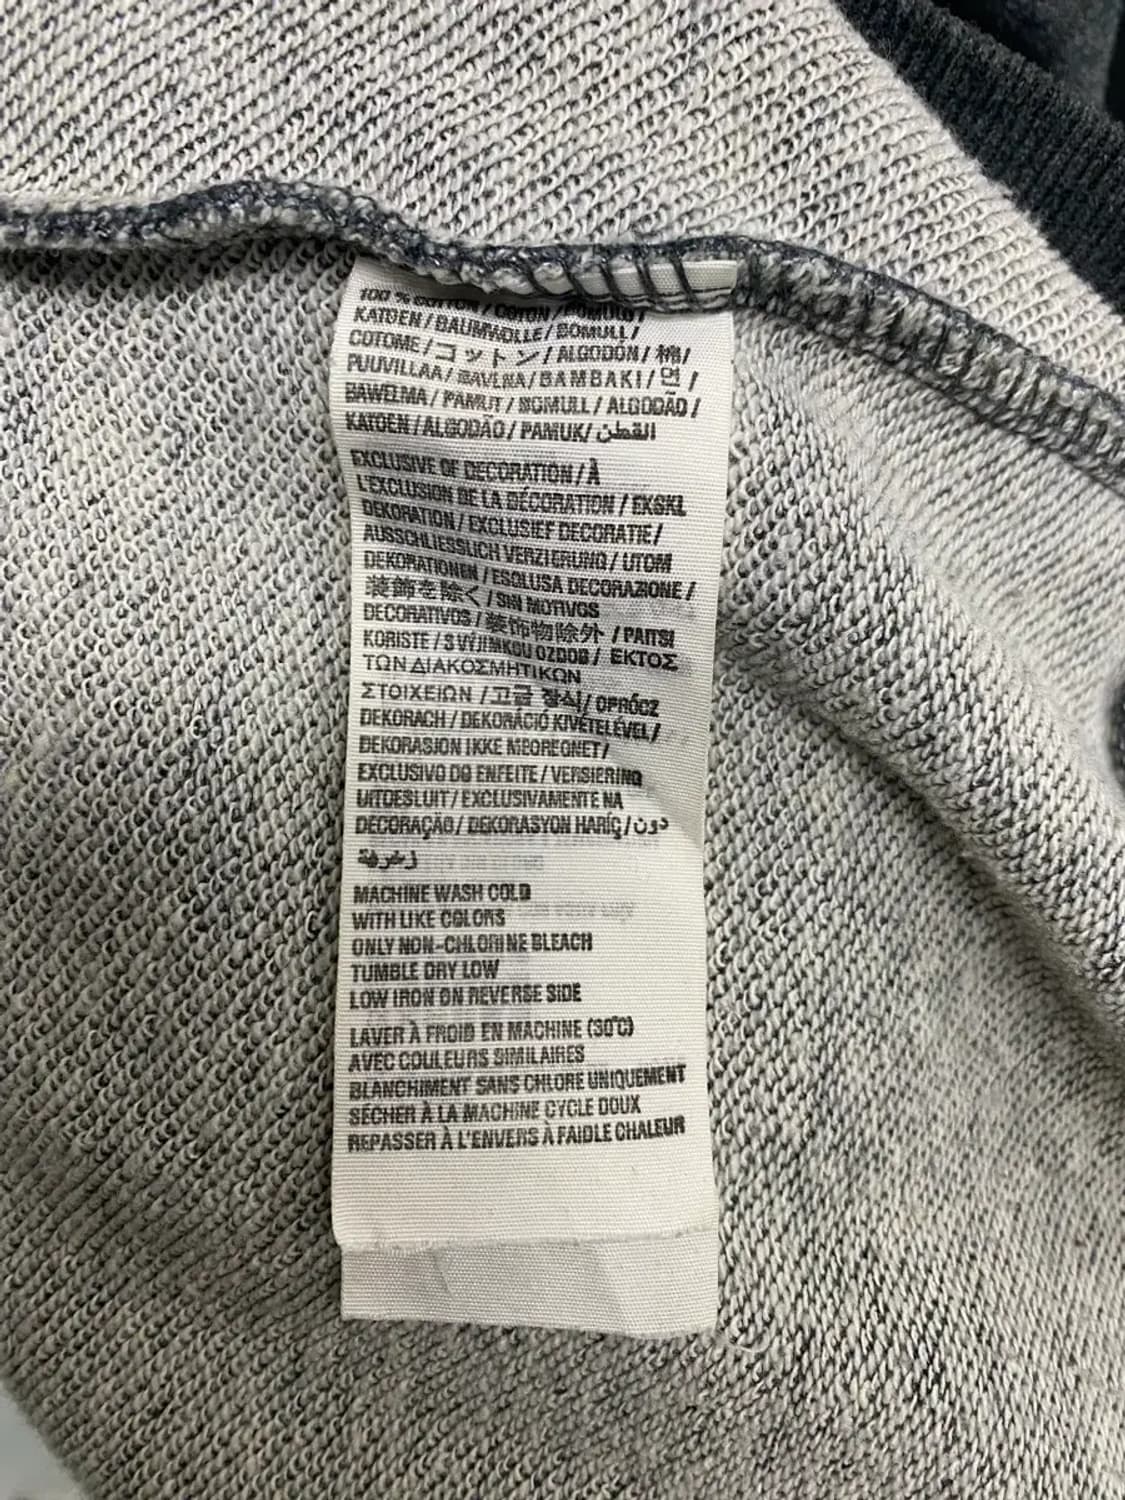 100 % COTTON / COTON / BOMULD /
KATOEN / BAUMWOLLE / BOMULL /
COTOME / コットン / ALGODÓN / 棉 /
PUUVILLAA / BAVLNA / BAMBAKI / 면 /
BAWELMA / PAMUT / BOMULL / ALGODÃO /
KATOEN / ALGODÃO / PAMUK/ القطن
EXCLUSIVE OF DECORATION / À
L'EXCLUSION DE LA DÉCORATION / EKSKL
DEKORATION / EXCLUSIEF DECORATIE /
AUSSCHLIESSLICH VERZIERUNG / UTOM
DEKORATIONEN / ESQLUSA DECORAZIONE /
装飾を除く / SIN MOTIVOS
DECORATIVOS / 装饰物除外 / PAITSI
KORISTE / S VÝJIMKOU OZDOB / ΕΚΤΟΣ
ΤΩΝ ΔΙΑΚΟΣΜΗΤΙΚΩΝ
ΣΤΟΙΧΕΙΩΝ / 고급 장식/ OPRÓCZ
DEKORACH / DEKORÁCIÓ KIVÉTELÉVEL /
DEKORASJON IKKE MEDREGNET /
EXCLUSIVO DO ENFEITE / VERSIERING
UITDESLUIT / EXCLUSIVAMENTE NA
DECORAÇÃO / DEKORASYON HARİÇ / دون
زخرفة
MACHINE WASH COLD
WITH LIKE COLORS
ONLY NON-CHLORINE BLEACH
TUMBLE DRY LOW
LOW IRON ON REVERSE SIDE
LAVER À FROID EN MACHINE (30°C)
AVEC COULEURS SIMILAIRES
BLANCHIMENT SANS CHLORE UNIQUEMENT
SÉCHER À LA MACHINE CYCLE DOUX
REPASSER À L'ENVERS À FAIBLE CHALEUR